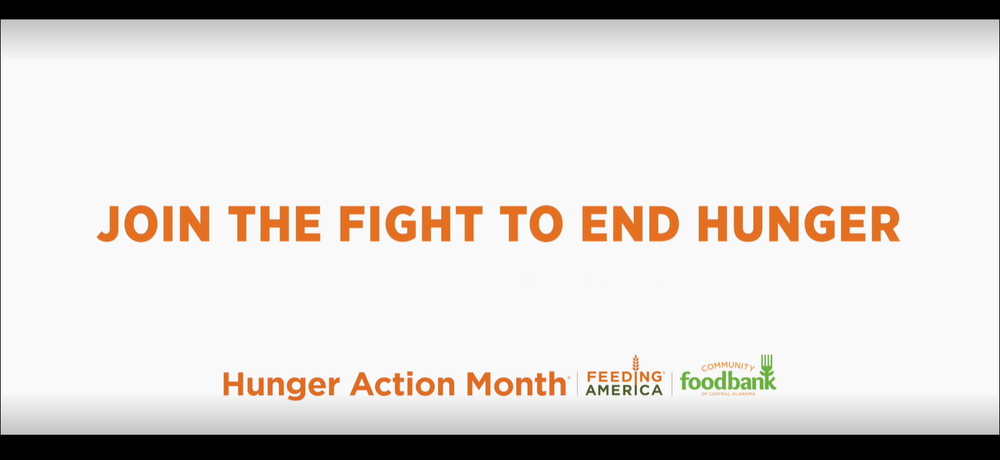 JOIN THE FIGHT TO END HUNGER
Hunger Action Month
FEEDING
AMERICA
COMMUNITY
foodbank
OF CENTRAL ALABAMA